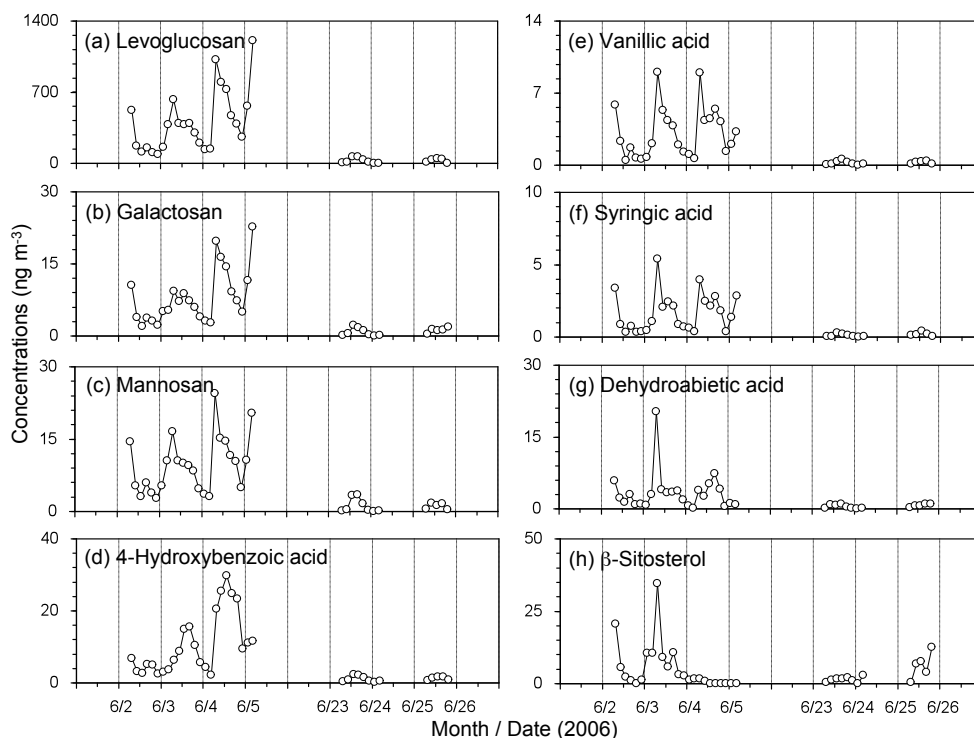 1400
(a) Levoglucosan
700
0
14
(e) Vanillic acid
7
0
30
(b) Galactosan
15
0
10
(f) Syringic acid
5
0
30
(c) Mannosan
15
0
30
(g) Dehydroabietic acid
15
0
40
(d) 4-Hydroxybenzoic acid
20
0
50
(h) β-Sitosterol
25
0
6/2 6/3 6/4 6/5 6/23 6/24 6/25 6/26
6/2 6/3 6/4 6/5 6/23 6/24 6/25 6/26
Concentrations (ng m-3)
Month / Date (2006)